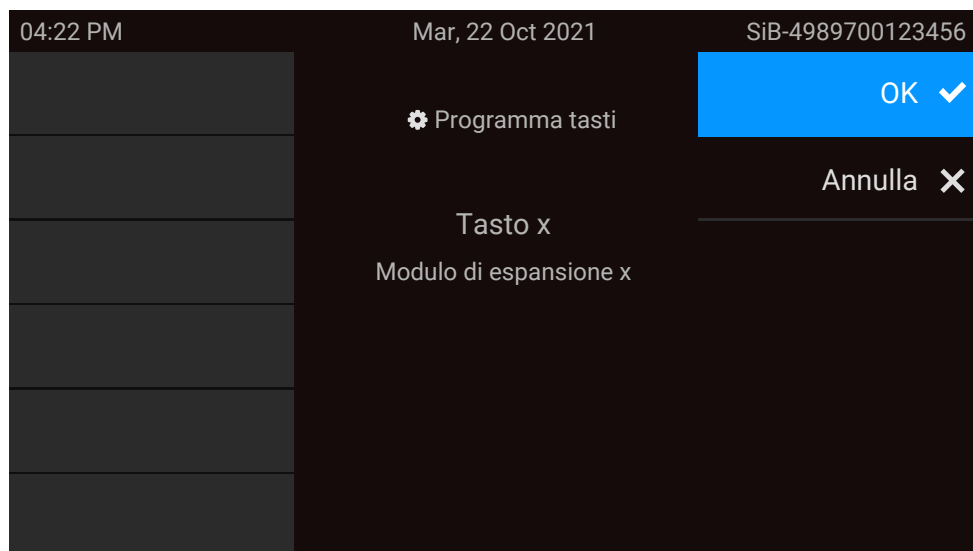 04:22 PM Mar, 22 Oct 2021 SiB-4989700123456
OK
Programma tasti
Annulla
Tasto x
Modulo di espansione x